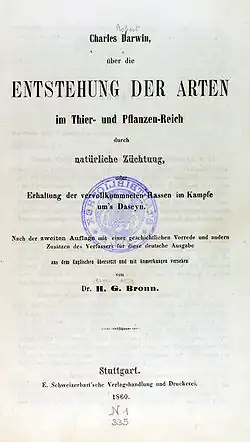 Charles Darwin,
über die
ENTSTEHUNG DER ARTEN
im Thier- und Pflanzen-Reich
durch
natürliche Züchtung,
oder
Erhaltung der vervollkommneten Rassen im Kampfe
um's Daseyn.
Nach der zweiten Auflage mit einer geschichtlichen Vorrede und andern
Zusätzen des Verfassers für diese deutsche Ausgabe
aus dem Englischen übersetzt und mit Anmerkungen versehen
von
Dr. H. G. Bronn.
Stuttgart.
E. Schweizerbart'sche Verlagshandlung und Druckerei.
1860.
N 1
335